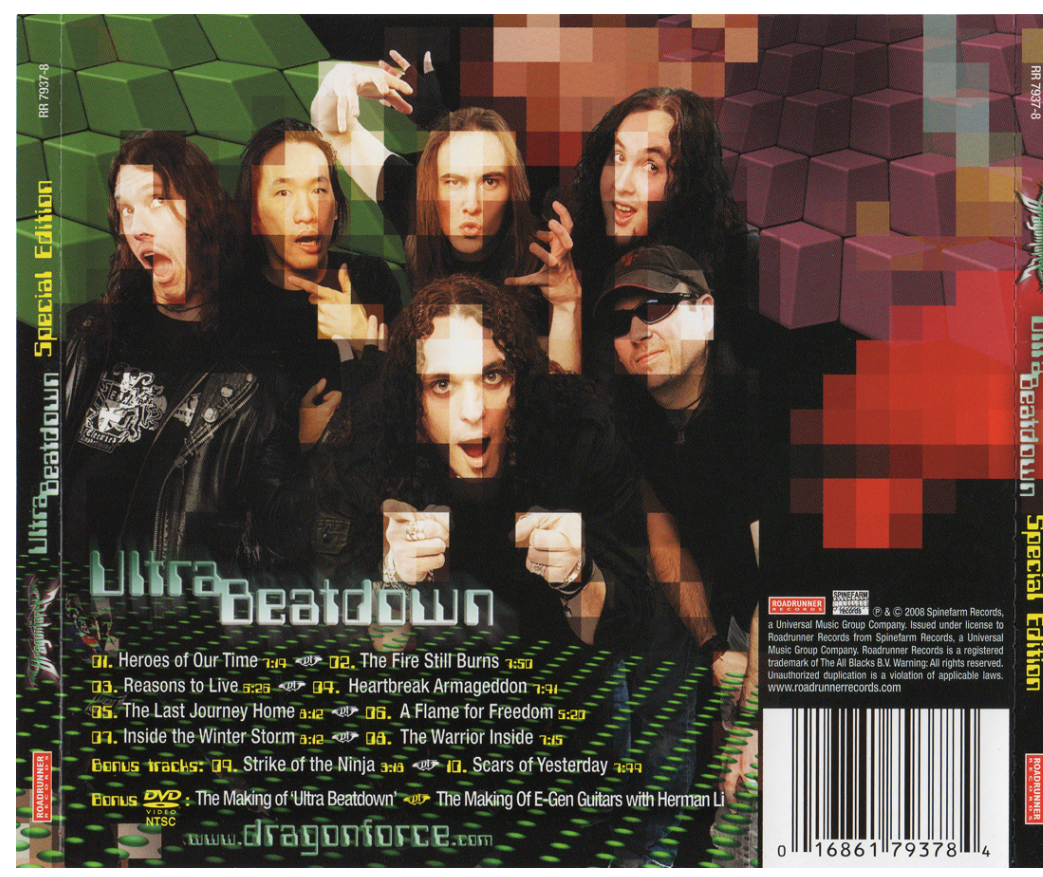 RR 7937-8
Special Edition
Ultra Beatdown
Dragonforce
ROADRUNNER RECORDS
Ultra Beatdown
01. Heroes of Our Time 7:14 02. The Fire Still Burns 7:50
03. Reasons to Live 6:26 04. Heartbreak Armageddon 7:41
05. The Last Journey Home 8:12 06. A Flame for Freedom 5:20
07. Inside the Winter Storm 8:12 08. The Warrior Inside 7:15
Bonus tracks: 09. Strike of the Ninja 3:18 10. Scars of Yesterday 7:44
Bonus DVD VIDEO NTSC : The Making of 'Ultra Beatdown' The Making Of E-Gen Guitars with Herman Li
www.dragonforce.com
ROADRUNNER RECORDS SPINEFARM records ℗ & © 2008 Spinefarm Records,
a Universal Music Group Company. Issued under license to
Roadrunner Records from Spinefarm Records, a Universal
Music Group Company. Roadrunner Records is a registered
trademark of The All Blacks B.V. Warning: All rights reserved.
Unauthorized duplication is a violation of applicable laws.
www.roadrunnerrecords.com
0 16861 79378 4
RR 7937-8
Dragonforce
Ultra Beatdown
Special Edition
ROADRUNNER RECORDS